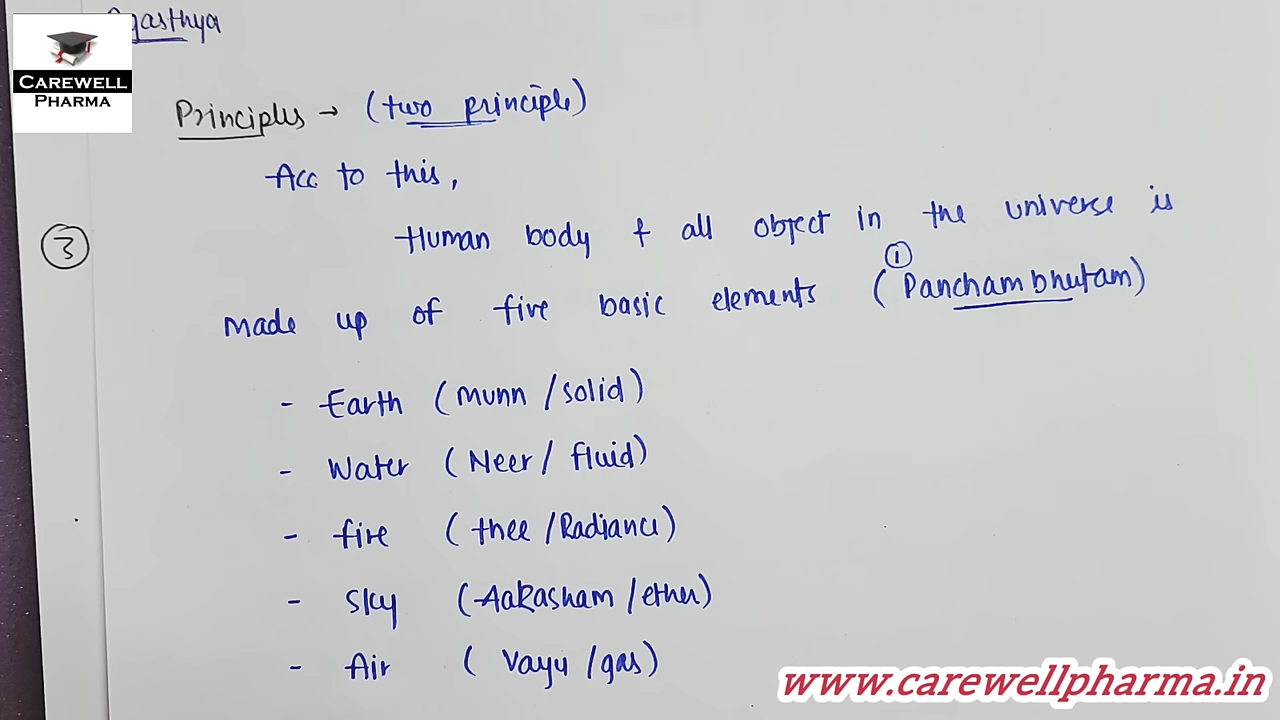 Agasthya
CAREWELL
PHARMA
Principles → (two principle)
Acc to this,
3
Human body + all object in the universe is
1
made up of five basic elements (Panchambhutam)
- Earth (munn / solid)
- Water (Neer / fluid)
- fire (thee / Radiance)
- Sky (Aakasham / ether)
- Air (Vayu / gas)
www.carewellpharma.in